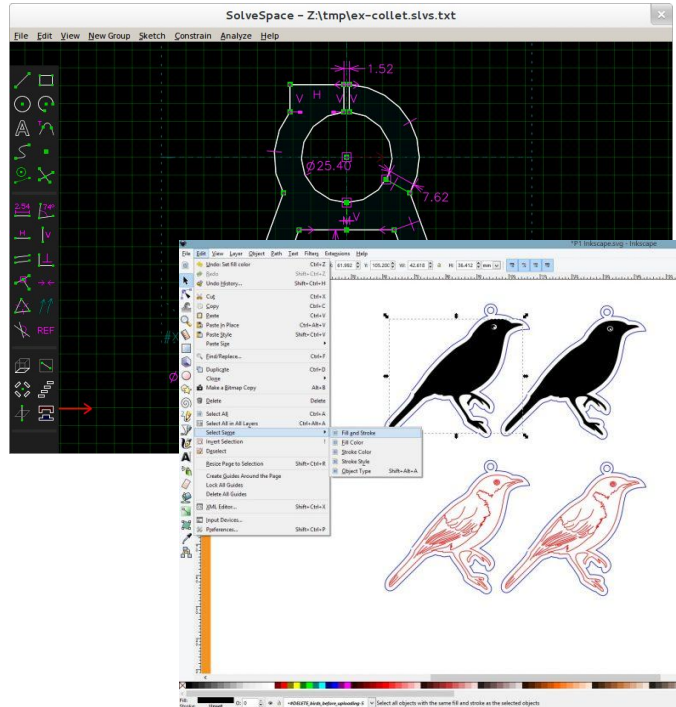 SolveSpace – Z:\tmp\ex-collet.slvs.txt
File Edit View New Group Sketch Constrain Analyze Help
1.52
V H V V
ø25.40
7.62
2.54 74°
H V
REF
*P1 Inkscape.svg - Inkscape
File Edit View Layer Object Path Text Filters Extensions Help
Undo: Set fill color Ctrl+Z
Redo Shift+Ctrl+Z
Undo History... Shift+Ctrl+H
Cut Ctrl+X
Copy Ctrl+C
Paste Ctrl+V
Paste In Place Ctrl+Alt+V
Paste Style Shift+Ctrl+V
Paste Size
Find/Replace... Ctrl+F
Duplicate Ctrl+D
Clone
Make a Bitmap Copy Alt+B
Delete Delete
Select All Ctrl+A
Select All in All Layers Ctrl+Alt+A
Select Same
Fill and Stroke
Fill Color
Stroke Color
Stroke Style
Object Type Shift+Alt+A
Invert Selection !
Deselect
Resize Page to Selection Shift+Ctrl+R
Create Guides Around the Page
Lock All Guides
Delete All Guides
XML Editor... Shift+Ctrl+X
Input Devices...
Preferences... Shift+Ctrl+P
Fill:
Stroke: Unset
O: 0
Select all objects with the same fill and stroke as the selected objects